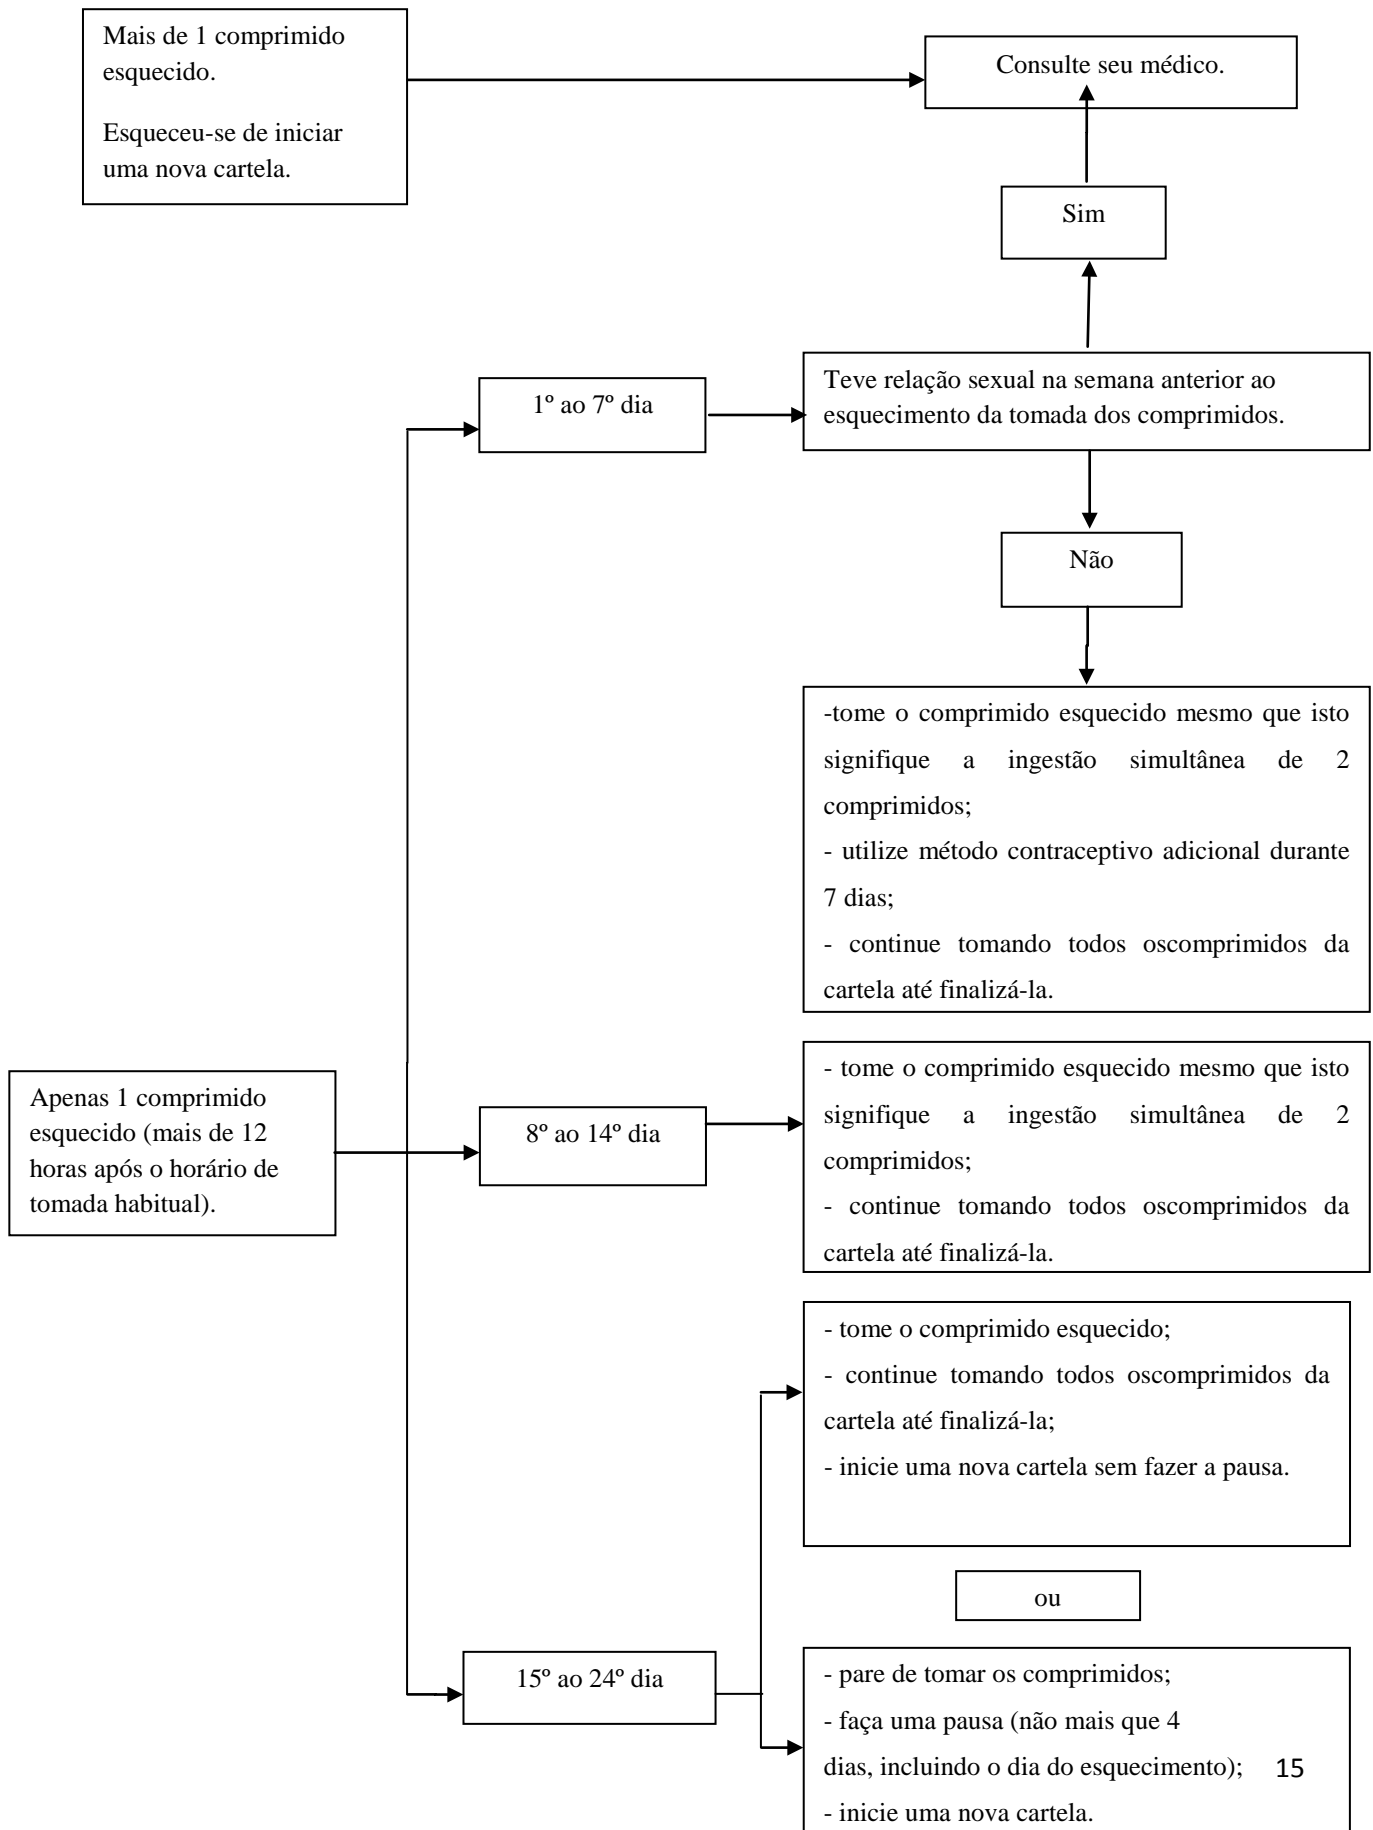 Mais de 1 comprimido
esquecido.
Esqueceu-se de iniciar
uma nova cartela.
Consulte seu médico.
Sim
Teve relação sexual na semana anterior ao
esquecimento da tomada dos comprimidos.
1º ao 7º dia
Não
-tome o comprimido esquecido mesmo que isto
signifique a ingestão simultânea de 2
comprimidos;
- utilize método contraceptivo adicional durante
7 dias;
- continue tomando todos oscomprimidos da
cartela até finalizá-la.
Apenas 1 comprimido
esquecido (mais de 12
horas após o horário de
tomada habitual).
8º ao 14º dia
- tome o comprimido esquecido mesmo que isto
signifique a ingestão simultânea de 2
comprimidos;
- continue tomando todos oscomprimidos da
cartela até finalizá-la.
- tome o comprimido esquecido;
- continue tomando todos oscomprimidos da
cartela até finalizá-la;
- inicie uma nova cartela sem fazer a pausa.
ou
15º ao 24º dia
- pare de tomar os comprimidos;
- faça uma pausa (não mais que 4
dias, incluindo o dia do esquecimento);
15
- inicie uma nova cartela.